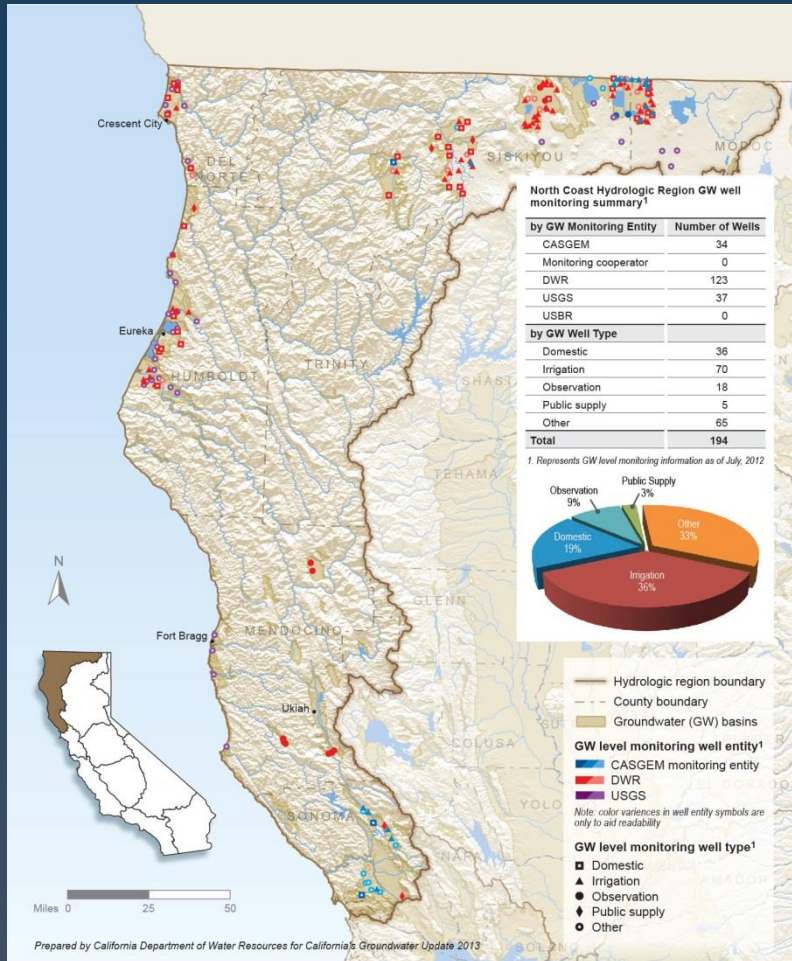 Crescent City
DEL
NORTE
SISKIYOU
MODOC
North Coast Hydrologic Region GW well
monitoring summary1
by GW Monitoring Entity Number of Wells
CASGEM 34
Monitoring cooperator 0
DWR 123
USGS 37
USBR 0
by GW Well Type
Domestic 36
Irrigation 70
Observation 18
Public supply 5
Other 65
Total 194
1. Represents GW level monitoring information as of July, 2012
Eureka
HUMBOLDT
TRINITY
SHAST
TEHAMA
Public Supply
3%
Observation
9%
Other
33%
Domestic
19%
Irrigation
36%
N
GLENN
Fort Bragg
MENDOCINO
Ukiah
COLUSA
Hydrologic region boundary
County boundary
Groundwater (GW) basins
GW level monitoring well entity1
CASGEM monitoring entity
DWR
USGS
Note: color variences in well entity symbols are
only to aid readability
YOLO
SONOMA
NAPA
GW level monitoring well type1
Domestic
Irrigation
Observation
Public supply
Other
Miles 0 25 50
SOLANO
Prepared by California Department of Water Resources for California's Groundwater Update 2013